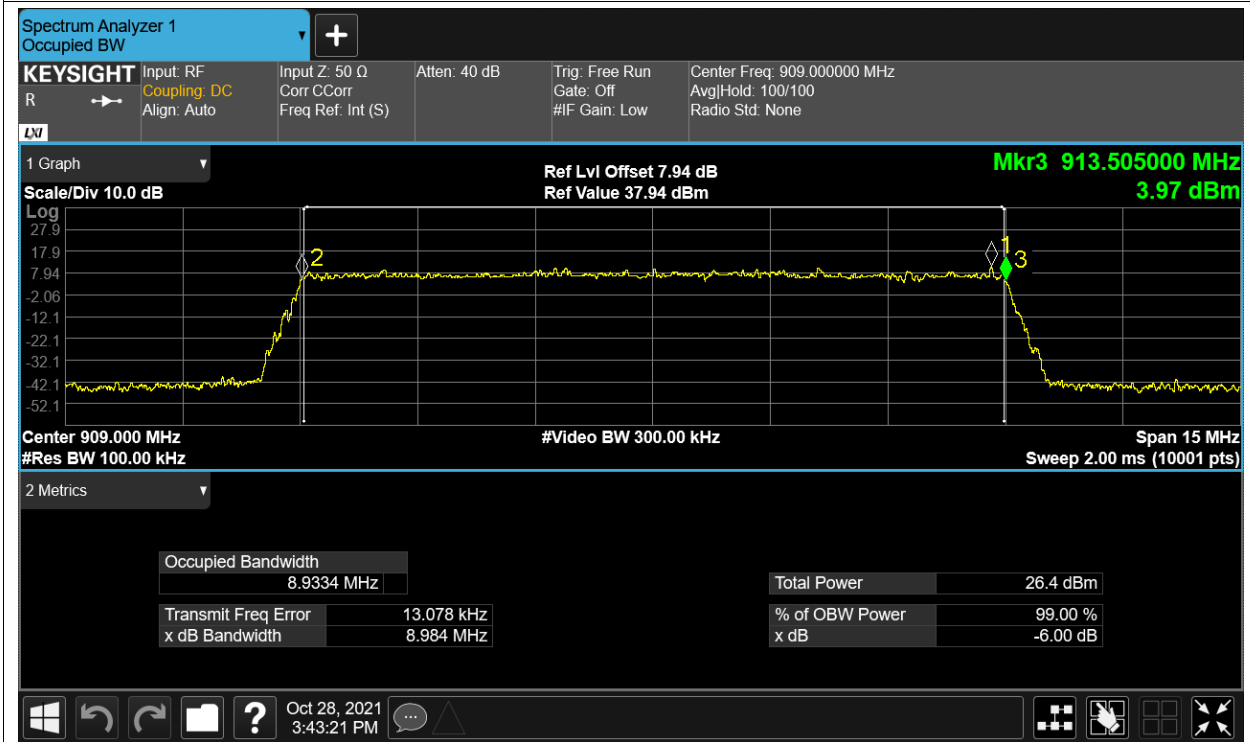 Spectrum Analyzer 1
Occupied BW
+
KEYSIGHT
R
LXI
Input: RF
Coupling: DC
Align: Auto
Input Z: 50 Ω
Corr CCorr
Freq Ref: Int (S)
Atten: 40 dB
Trig: Free Run
Gate: Off
#IF Gain: Low
Center Freq: 909.000000 MHz
Avg|Hold: 100/100
Radio Std: None
1 Graph
Scale/Div 10.0 dB
Ref Lvl Offset 7.94 dB
Ref Value 37.94 dBm
Mkr3 913.505000 MHz
3.97 dBm
Log
27.9
17.9
7.94
-2.06
-12.1
-22.1
-32.1
-42.1
-52.1
2
1
3
Center 909.000 MHz
#Res BW 100.00 kHz
#Video BW 300.00 kHz
Span 15 MHz
Sweep 2.00 ms (10001 pts)
2 Metrics
Occupied Bandwidth
8.9334 MHz
Transmit Freq Error 13.078 kHz
x dB Bandwidth 8.984 MHz
Total Power 26.4 dBm
% of OBW Power 99.00 %
x dB -6.00 dB
?
Oct 28, 2021
3:43:21 PM